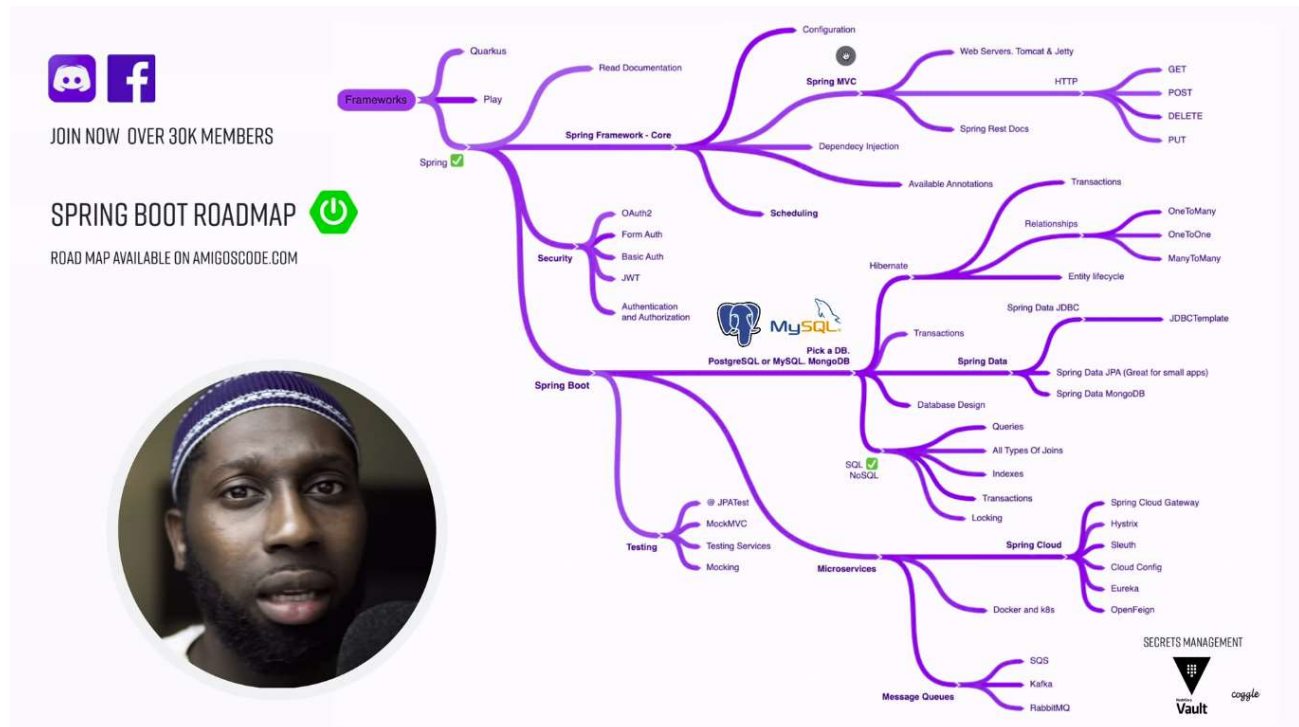 JOIN NOW OVER 30K MEMBERS
SPRING BOOT ROADMAP
ROAD MAP AVAILABLE ON AMIGOSCODE.COM
Frameworks
Quarkus
Play
Spring
Read Documentation
Spring Framework - Core
Configuration
Spring MVC
Web Servers. Tomcat & Jetty
HTTP
GET
POST
DELETE
PUT
Spring Rest Docs
Dependecy Injection
Available Annotations
Scheduling
Security
OAuth2
Form Auth
Basic Auth
JWT
Authentication
and Authorization
Spring Boot
MySQL
Pick a DB.
PostgreSQL or MySQL. MongoDB
Hibernate
Transactions
Relationships
OneToMany
OneToOne
ManyToMany
Entity lifecycle
Transactions
Spring Data
Spring Data JDBC
JDBCTemplate
Spring Data JPA (Great for small apps)
Spring Data MongoDB
Database Design
SQL
NoSQL
Queries
All Types Of Joins
Indexes
Transactions
Locking
Testing
@ JPATest
MockMVC
Testing Services
Mocking
Microservices
Spring Cloud
Spring Cloud Gateway
Hystrix
Sleuth
Cloud Config
Eureka
OpenFeign
Docker and k8s
Message Queues
SQS
Kafka
RabbitMQ
SECRETS MANAGEMENT
Vault
coggle